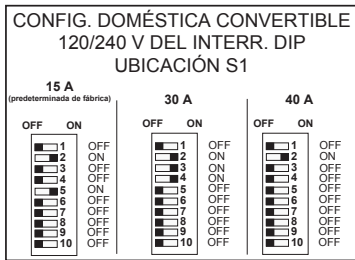 CONFIG. DOMÉSTICA CONVERTIBLE
120/240 V DEL INTERR. DIP
UBICACIÓN S1
15 A
(predeterminada de fábrica)
OFF ON
1 OFF
2 ON
3 OFF
4 OFF
5 ON
6 OFF
7 OFF
8 OFF
9 OFF
10 OFF
30 A
OFF ON
1 OFF
2 ON
3 ON
4 ON
5 OFF
6 OFF
7 OFF
8 OFF
9 OFF
10 OFF
40 A
OFF ON
1 OFF
2 ON
3 OFF
4 OFF
5 OFF
6 OFF
7 OFF
8 OFF
9 OFF
10 OFF